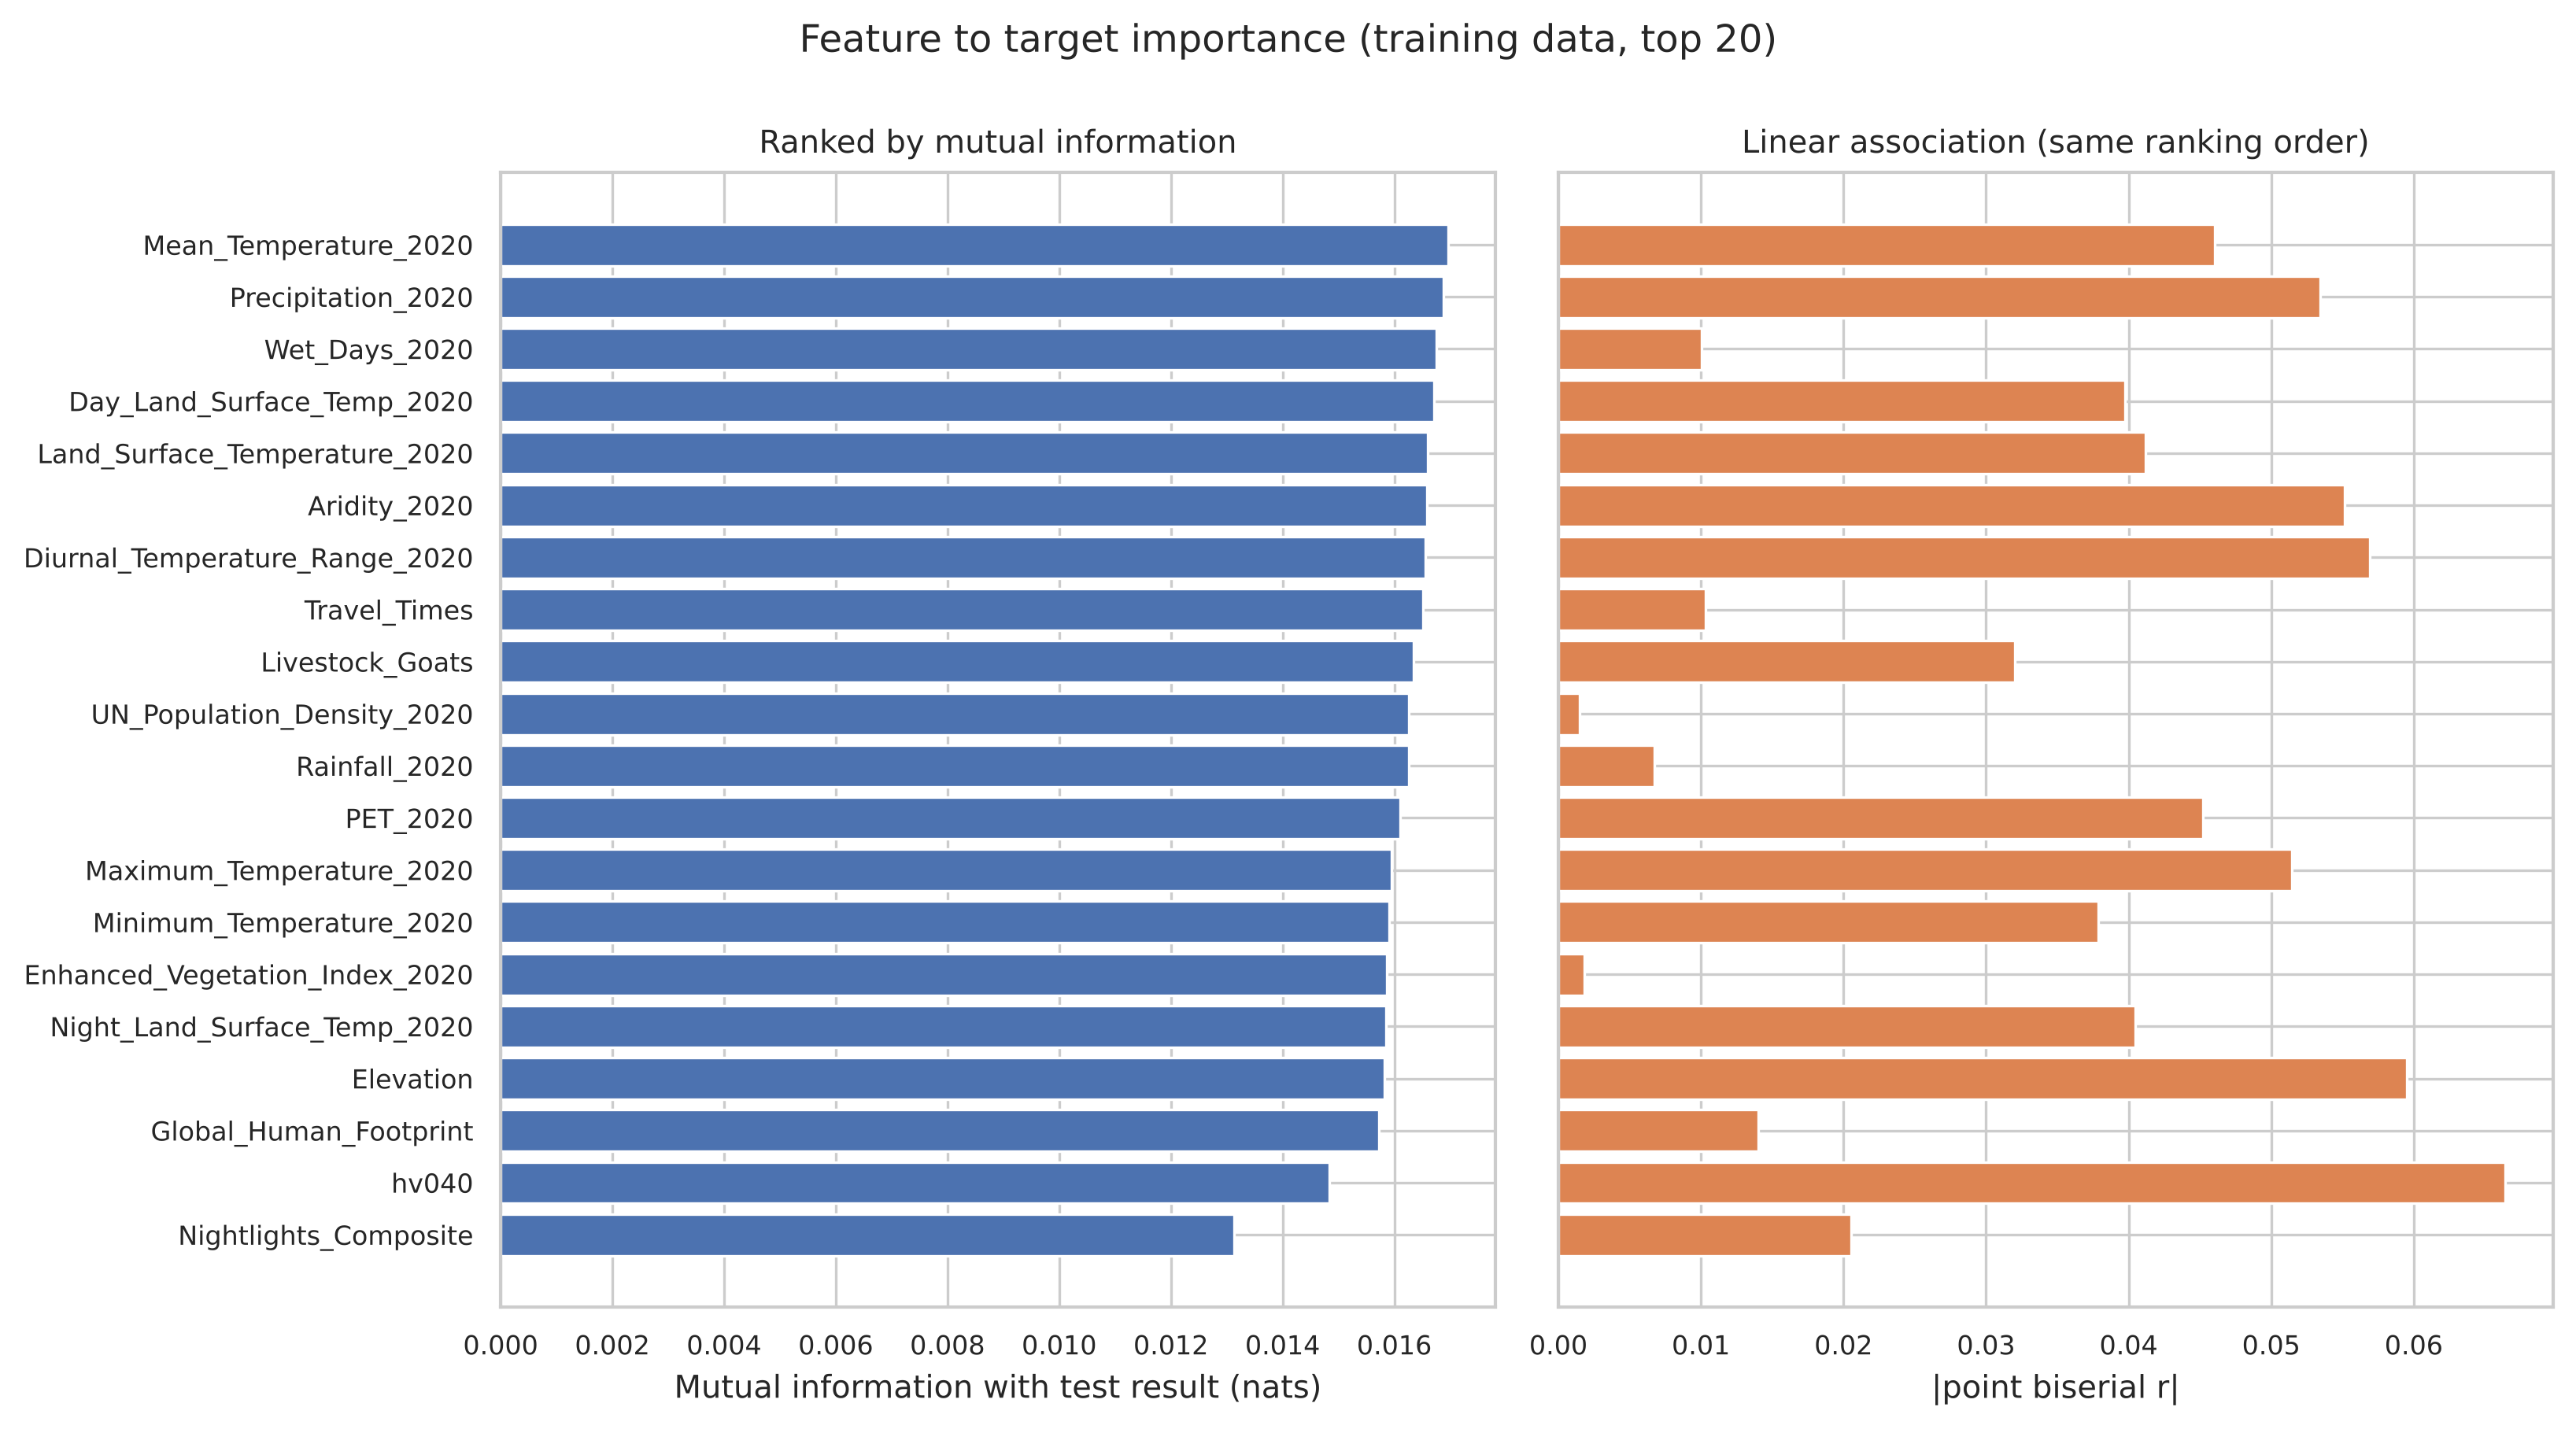 Feature to target importance (training data, top 20)
Ranked by mutual information
Linear association (same ranking order)
Mean_Temperature_2020
Precipitation_2020
Wet_Days_2020
Day_Land_Surface_Temp_2020
Land_Surface_Temperature_2020
Aridity_2020
Diurnal_Temperature_Range_2020
Travel_Times
Livestock_Goats
UN_Population_Density_2020
Rainfall_2020
PET_2020
Maximum_Temperature_2020
Minimum_Temperature_2020
Enhanced_Vegetation_Index_2020
Night_Land_Surface_Temp_2020
Elevation
Global_Human_Footprint
hv040
Nightlights_Composite
0.000 0.002 0.004 0.006 0.008 0.010 0.012 0.014 0.016
0.00 0.01 0.02 0.03 0.04 0.05 0.06
Mutual information with test result (nats)
|point biserial r|